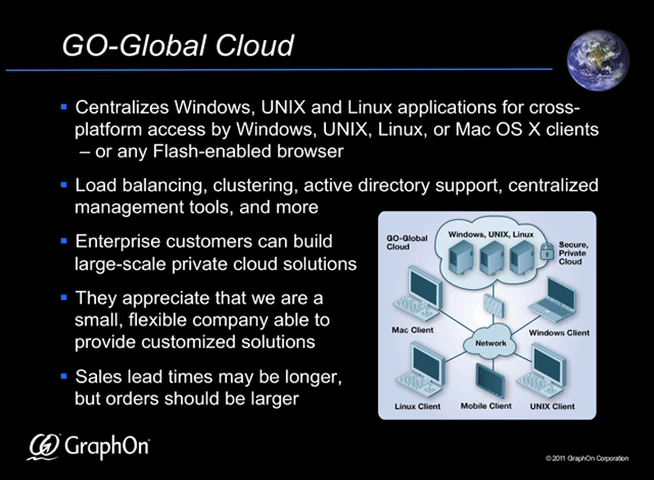 GO-Global Cloud
▪ Centralizes Windows, UNIX and Linux applications for cross-
platform access by Windows, UNIX, Linux, or Mac OS X clients
– or any Flash-enabled browser
▪ Load balancing, clustering, active directory support, centralized
management tools, and more
▪ Enterprise customers can build
large-scale private cloud solutions
▪ They appreciate that we are a
small, flexible company able to
provide customized solutions
▪ Sales lead times may be longer,
but orders should be larger
GO-Global
Cloud
Windows, UNIX, Linux
Secure,
Private
Cloud
Mac Client
Windows Client
Network
Linux Client
Mobile Client
UNIX Client
GraphOn
© 2011 GraphOn Corporation